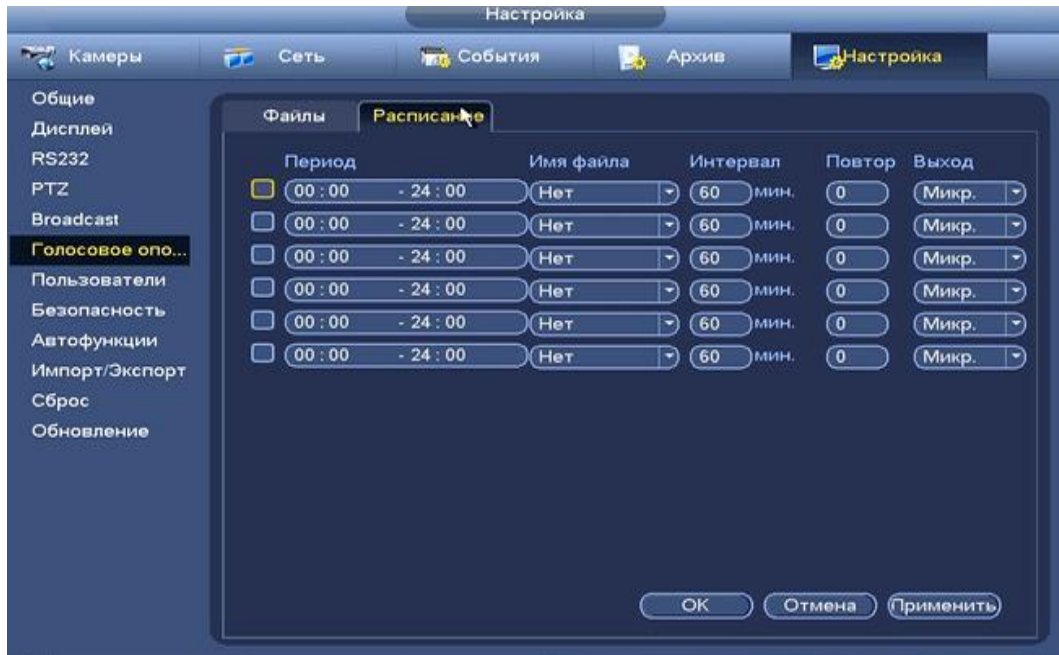 Настройка
Камеры Сеть События Архив Настройка
Общие
Дисплей
RS232
PTZ
Broadcast
Голосовое опо...
Пользователи
Безопасность
Автофункции
Импорт/Экспорт
Сброс
Обновление
Файлы Расписание
Период Имя файла Интервал Повтор Выход
00 : 00 - 24 : 00 Нет 60 мин. 0 Микр.
00 : 00 - 24 : 00 Нет 60 мин. 0 Микр.
00 : 00 - 24 : 00 Нет 60 мин. 0 Микр.
00 : 00 - 24 : 00 Нет 60 мин. 0 Микр.
00 : 00 - 24 : 00 Нет 60 мин. 0 Микр.
00 : 00 - 24 : 00 Нет 60 мин. 0 Микр.
OK Отмена Применить